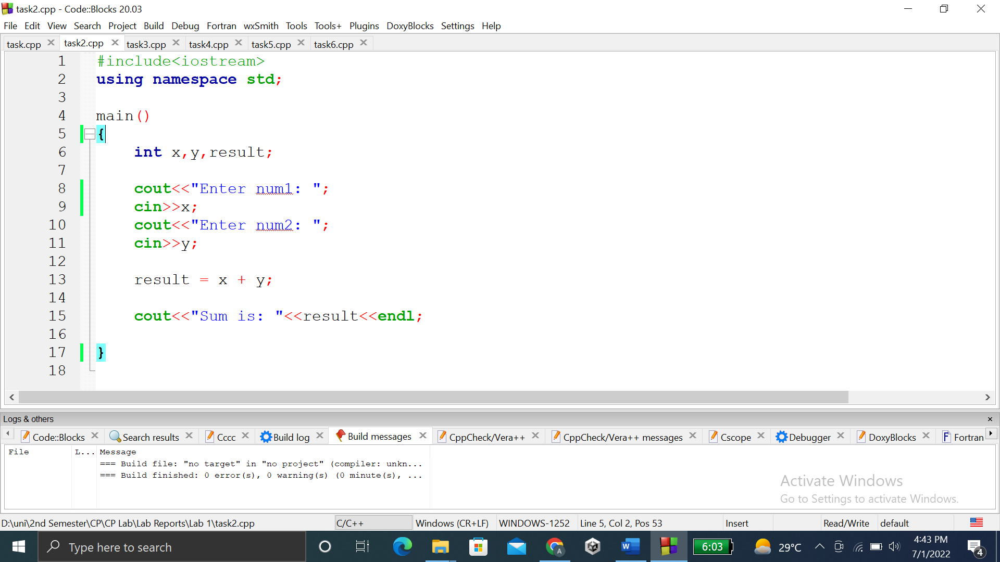 task2.cpp - Code::Blocks 20.03
File Edit View Search Project Build Debug Fortran wxSmith Tools Tools+ Plugins DoxyBlocks Settings Help
task.cpp task2.cpp task3.cpp task4.cpp task5.cpp task6.cpp
1 #include<iostream>
2 using namespace std;
3
4 main()
5 {
6 int x,y,result;
7
8 cout<<"Enter num1: ";
9 cin>>x;
10 cout<<"Enter num2: ";
11 cin>>y;
12
13 result = x + y;
14
15 cout<<"Sum is: "<<result<<endl;
16
17 }
18
Logs & others
Code::Blocks Search results Cccc Build log Build messages CppCheck/Vera++ CppCheck/Vera++ messages Cscope Debugger DoxyBlocks Fortran
File L... Message
=== Build file: "no target" in "no project" (compiler: unkn...
=== Build finished: 0 error(s), 0 warning(s) (0 minute(s), ...
Activate Windows
Go to Settings to activate Windows.
D:\uni\2nd Semester\CP\CP Lab\Lab Reports\Lab 1\task2.cpp C/C++ Windows (CR+LF) WINDOWS-1252 Line 5, Col 2, Pos 53 Insert Read/Write default
Type here to search 6:03 29°C 4:43 PM
7/1/2022 4